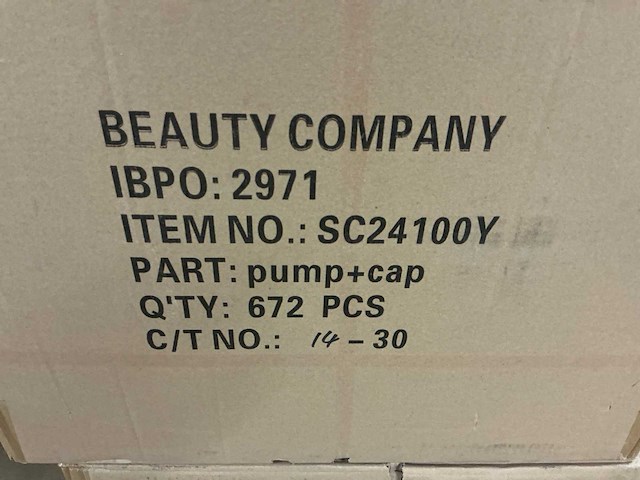 BEAUTY COMPANY
IBPO: 2971
ITEM NO.: SC24100Y
PART: pump+cap
Q'TY: 672 PCS
C/T NO.: 14-30